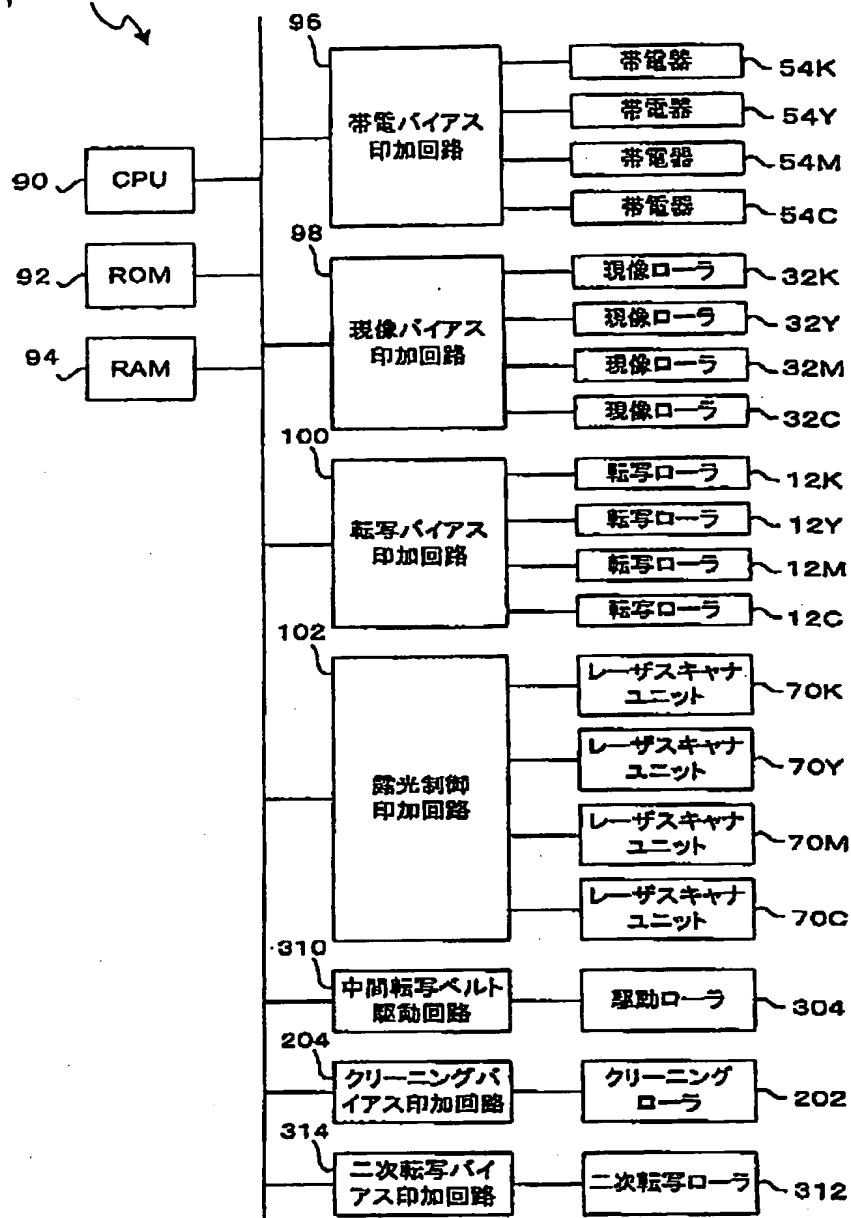 96
帯電バイアス
印加回路
帯電器
54K
帯電器
54Y
帯電器
54M
帯電器
54C
90
CPU
92
ROM
94
RAM
98
現像バイアス
印加回路
現像ローラ
32K
現像ローラ
32Y
現像ローラ
32M
現像ローラ
32C
100
転写バイアス
印加回路
転写ローラ
12K
転写ローラ
12Y
転写ローラ
12M
転写ローラ
12C
102
露光制御
印加回路
レーザスキャナ
ユニット
70K
レーザスキャナ
ユニット
70Y
レーザスキャナ
ユニット
70M
レーザスキャナ
ユニット
70C
310
中間転写ベルト
駆動回路
駆動ローラ
304
204
クリーニングバ
イアス印加回路
クリーニング
ローラ
202
314
二次転写バイ
アス印加回路
二次転写ローラ
312